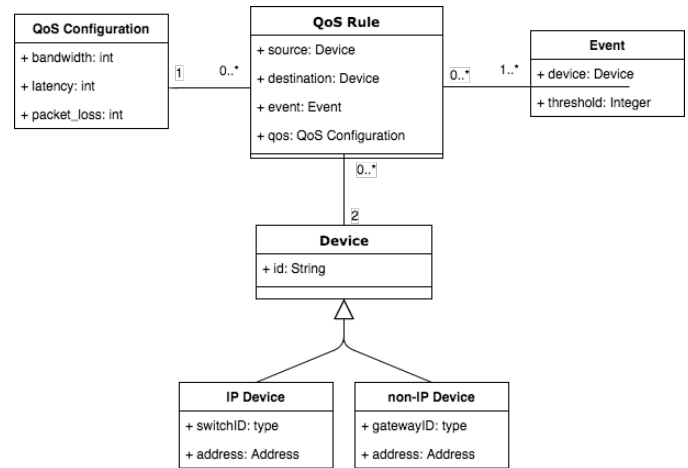 QoS Configuration
+ bandwidth: int
+ latency: int
+ packet_loss: int
1
0..*
QoS Rule
+ source: Device
+ destination: Device
+ event: Event
+ qos: QoS Configuration
0..*
1..*
Event
+ device: Device
+ threshold: Integer
0..*
2
Device
+ id: String
IP Device
+ switchID: type
+ address: Address
non-IP Device
+ gatewayID: type
+ address: Address